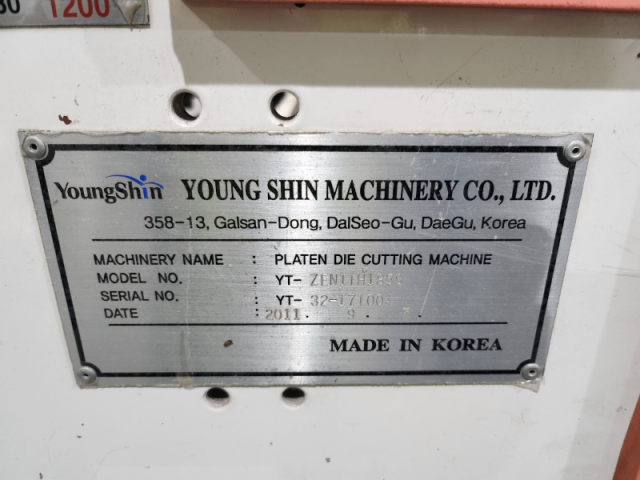 1200
YoungShin YOUNG SHIN MACHINERY CO., LTD.
358-13, Galsan-Dong, DalSeo-Gu, DaeGu, Korea
MACHINERY NAME : PLATEN DIE CUTTING MACHINE
MODEL NO. : YT-
SERIAL NO. : YT-
DATE : 2011. 9.
MADE IN KOREA